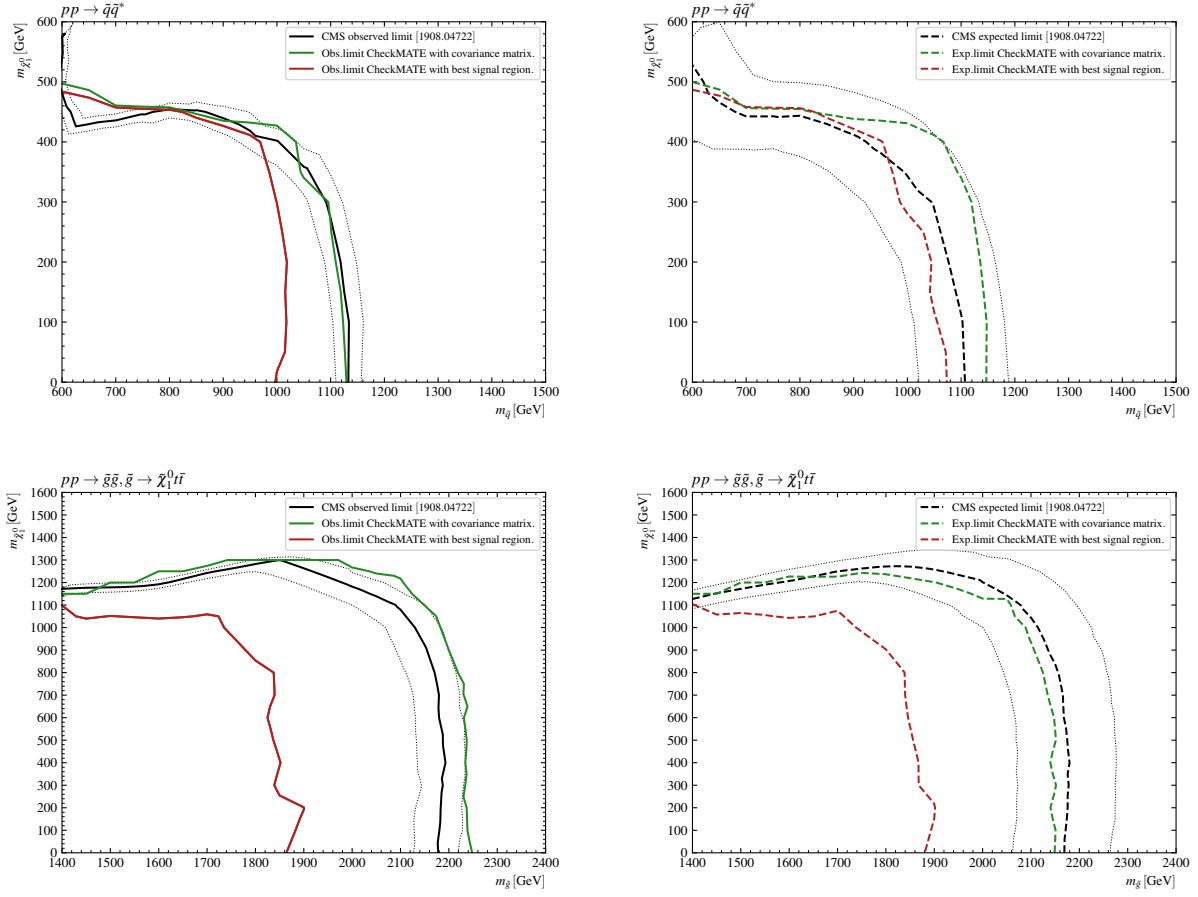 pp → q̃q̃*
600
500
400
300
200
100
0
m_χ̃₁⁰ [GeV]
CMS observed limit [1908.04722]
Obs.limit CheckMATE with covariance matrix.
Obs.limit CheckMATE with best signal region.
600 700 800 900 1000 1100 1200 1300 1400 1500
m_q̃ [GeV]
pp → q̃q̃*
600
500
400
300
200
100
0
m_χ̃₁⁰ [GeV]
CMS expected limit [1908.04722]
Exp.limit CheckMATE with covariance matrix.
Exp.limit CheckMATE with best signal region.
600 700 800 900 1000 1100 1200 1300 1400 1500
m_q̃ [GeV]
pp → g̃g̃, g̃ → χ̃₁⁰tt̄
1600
1500
1400
1300
1200
1100
1000
900
800
700
600
500
400
300
200
100
0
m_χ̃₁⁰ [GeV]
CMS observed limit [1908.04722]
Obs.limit CheckMATE with covariance matrix.
Obs.limit CheckMATE with best signal region.
1400 1500 1600 1700 1800 1900 2000 2100 2200 2300 2400
m_g̃ [GeV]
pp → g̃g̃, g̃ → χ̃₁⁰tt̄
1600
1500
1400
1300
1200
1100
1000
900
800
700
600
500
400
300
200
100
0
m_χ̃₁⁰ [GeV]
CMS expected limit [1908.04722]
Exp.limit CheckMATE with covariance matrix.
Exp.limit CheckMATE with best signal region.
1400 1500 1600 1700 1800 1900 2000 2100 2200 2300 2400
m_g̃ [GeV]